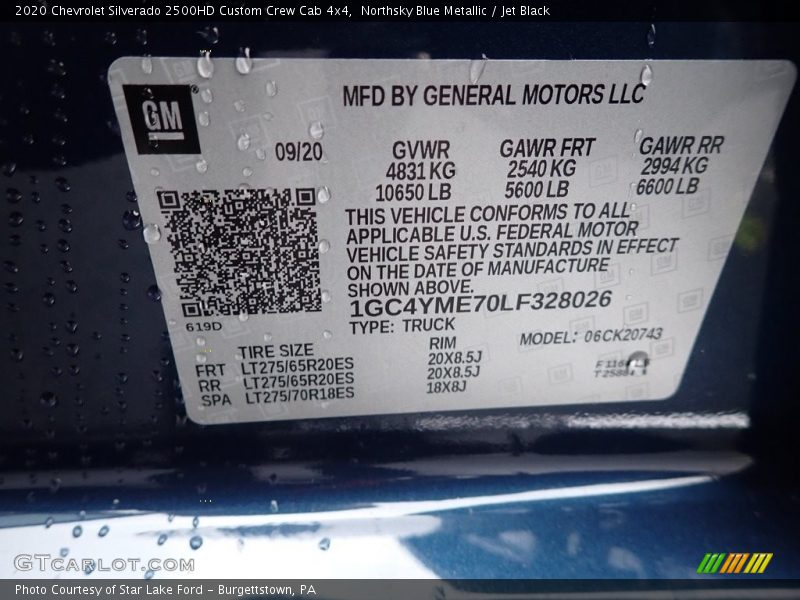 2020 Chevrolet Silverado 2500HD Custom Crew Cab 4x4, Northsky Blue Metallic / Jet Black
GM
MFD BY GENERAL MOTORS LLC
09/20
GVWR GAWR FRT GAWR RR
4831 KG 2540 KG 2994 KG
10650 LB 5600 LB 6600 LB
THIS VEHICLE CONFORMS TO ALL
APPLICABLE U.S. FEDERAL MOTOR
VEHICLE SAFETY STANDARDS IN EFFECT
ON THE DATE OF MANUFACTURE
SHOWN ABOVE.
1GC4YME70LF328026
619D
TYPE: TRUCK
MODEL: 06CK20743
TIRE SIZE RIM
FRT LT275/65R20ES 20X8.5J
RR LT275/65R20ES 20X8.5J
SPA LT275/70R18ES 18X8J
GTCARLOT.COM
Photo Courtesy of Star Lake Ford - Burgettstown, PA